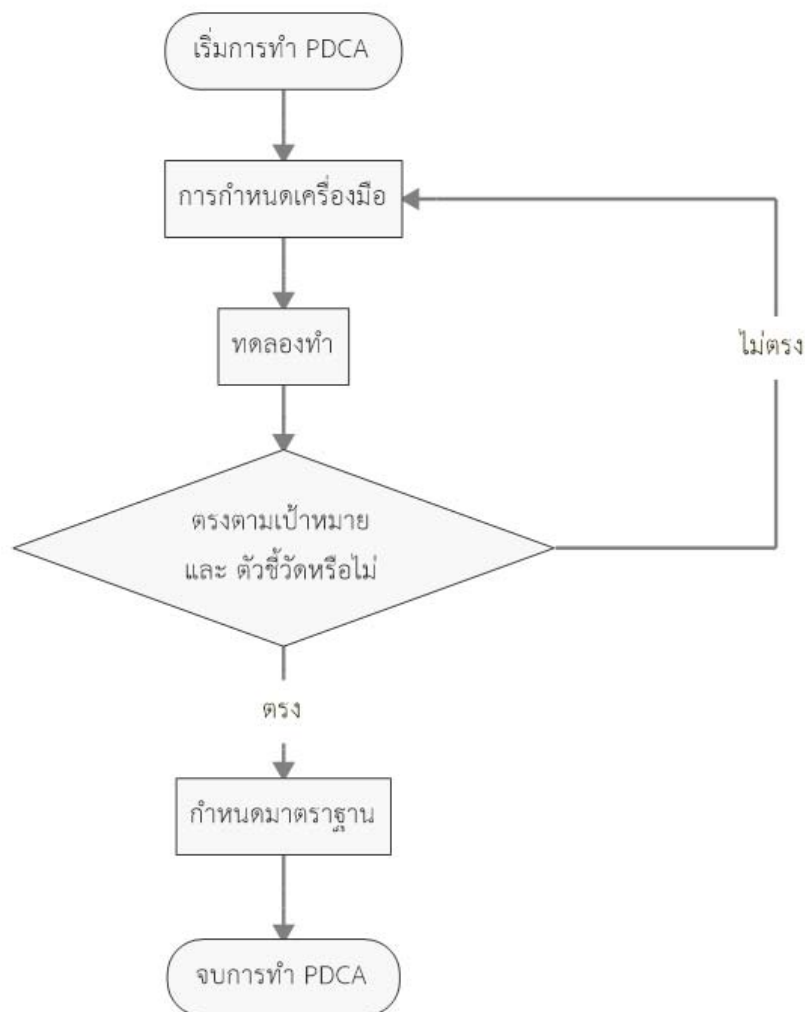 เริ่มการทำ PDCA
การกำหนดเครื่องมือ
ทดลองทำ
ไม่ตรง
ตรงตามเป้าหมาย
และ ตัวชี้วัดหรือไม่
ตรง
กำหนดมาตราฐาน
จบการทำ PDCA